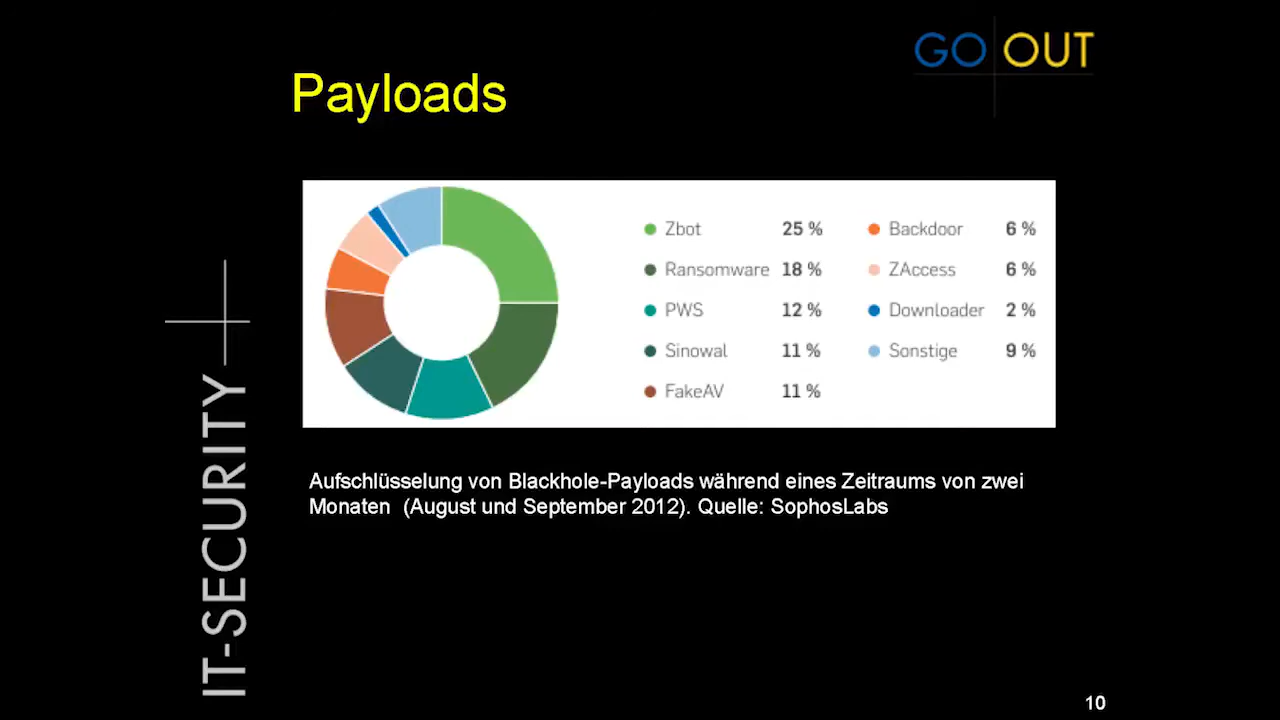 GO OUT
Payloads
Zbot 25 % Backdoor 6 %
Ransomware 18 % ZAccess 6 %
PWS 12 % Downloader 2 %
Sinowal 11 % Sonstige 9 %
FakeAV 11 %
Aufschlüsselung von Blackhole-Payloads während eines Zeitraums von zwei
Monaten (August und September 2012). Quelle: SophosLabs
IT-SECURITY
10